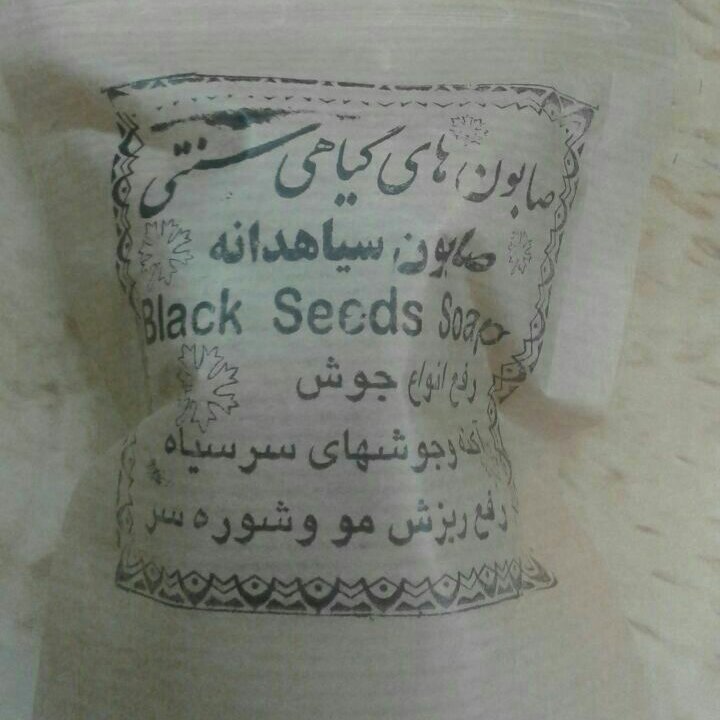 صابون های گیاهی سنتی
صابون سیاهدانه
Black Seeds Soap
رفع انواع جوش
آکنه وجوشهای سرسیاه
رفع ریزش مو وشوره سر